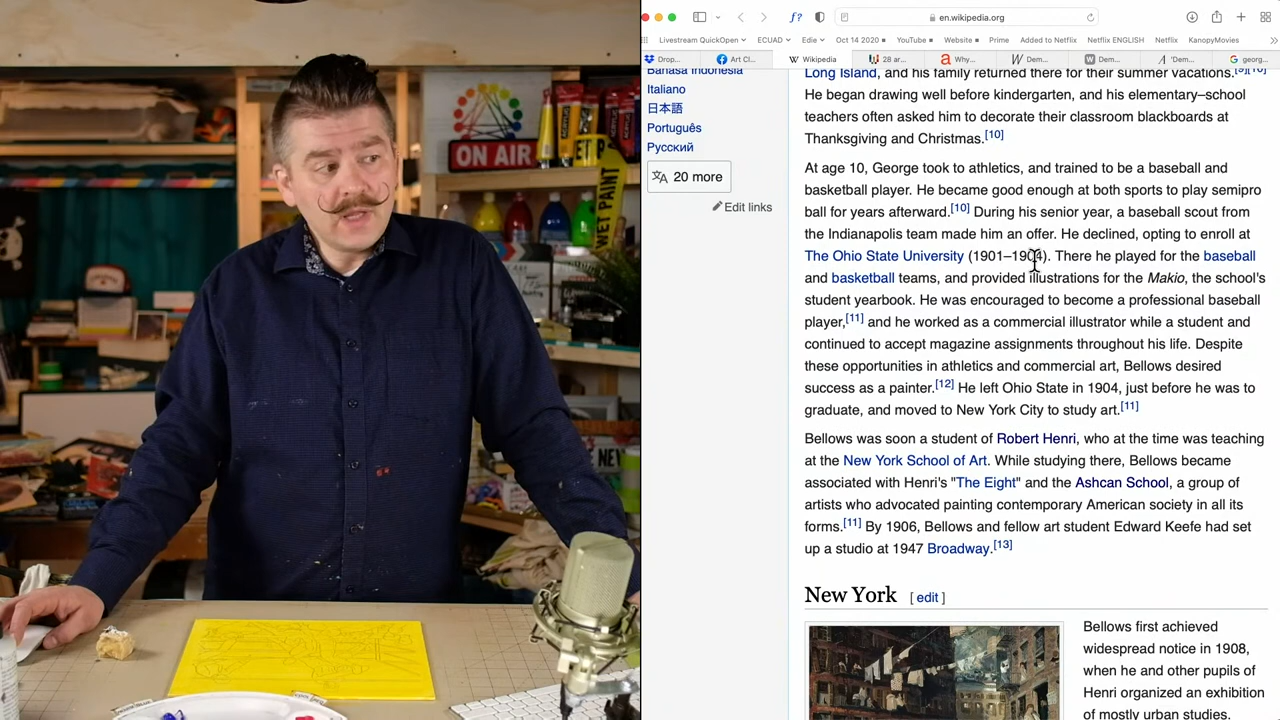 ON AIR
WET PAINT
en.wikipedia.org
Livestream QuickOpen
ECUAD
Edie
Oct 14 2020
YouTube
Website
Prime
Added to Netflix
Netflix ENGLISH
Netflix
KanopyMovies
Drop...
Art Cl...
Wikipedia
28 ar...
Why...
Dem...
Dem...
'Dem...
georg...
Bahasa Indonesia
Italiano
日本語
Português
Русский
20 more
Edit links
Long Island, and his family returned there for their summer vacations.[9][10]
He began drawing well before kindergarten, and his elementary–school
teachers often asked him to decorate their classroom blackboards at
Thanksgiving and Christmas.[10]
At age 10, George took to athletics, and trained to be a baseball and
basketball player. He became good enough at both sports to play semipro
ball for years afterward.[10] During his senior year, a baseball scout from
the Indianapolis team made him an offer. He declined, opting to enroll at
The Ohio State University (1901–1904). There he played for the baseball
and basketball teams, and provided illustrations for the Makio, the school's
student yearbook. He was encouraged to become a professional baseball
player,[11] and he worked as a commercial illustrator while a student and
continued to accept magazine assignments throughout his life. Despite
these opportunities in athletics and commercial art, Bellows desired
success as a painter.[12] He left Ohio State in 1904, just before he was to
graduate, and moved to New York City to study art.[11]
Bellows was soon a student of Robert Henri, who at the time was teaching
at the New York School of Art. While studying there, Bellows became
associated with Henri's "The Eight" and the Ashcan School, a group of
artists who advocated painting contemporary American society in all its
forms.[11] By 1906, Bellows and fellow art student Edward Keefe had set
up a studio at 1947 Broadway.[13]
New York [ edit ]
Bellows first achieved
widespread notice in 1908,
when he and other pupils of
Henri organized an exhibition
of mostly urban studies.